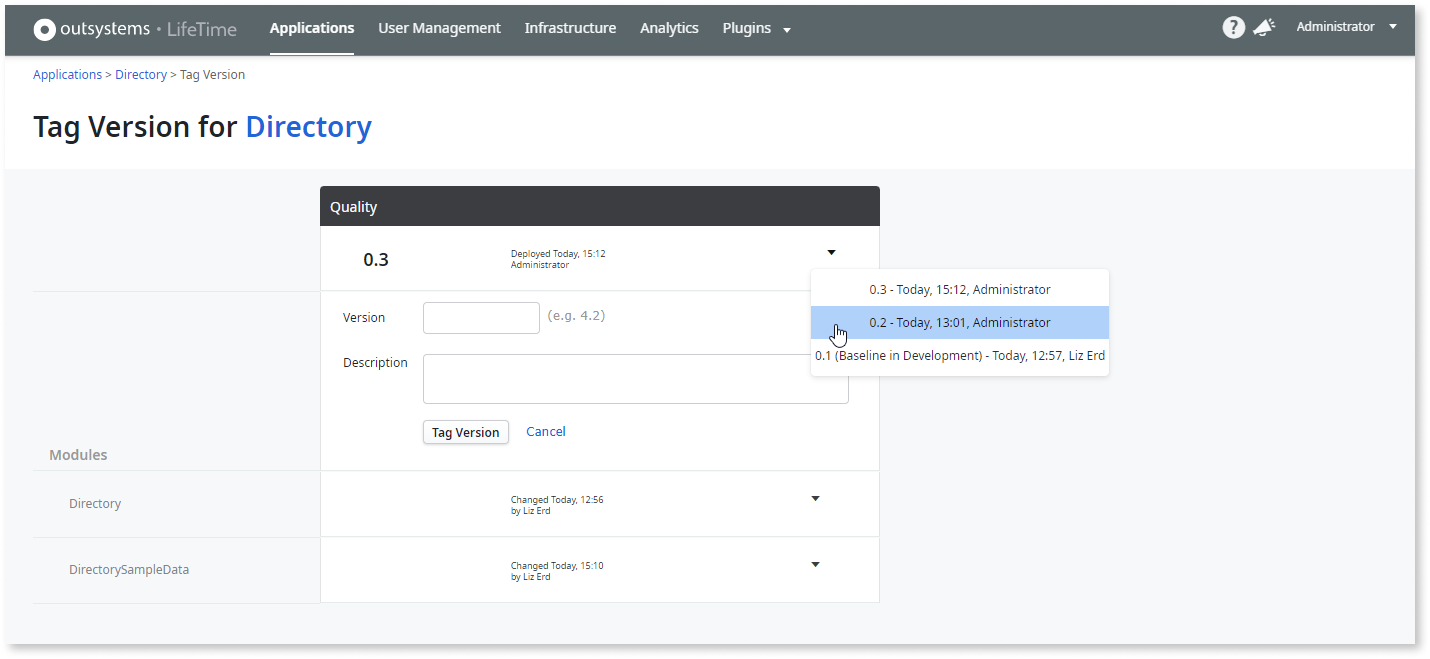 outsystems · LifeTime Applications User Management Infrastructure Analytics Plugins ? Administrator
Applications > Directory > Tag Version
Tag Version for Directory
Quality
0.3
Deployed Today, 15:12
Administrator
0.3 - Today, 15:12, Administrator
0.2 - Today, 13:01, Administrator
0.1 (Baseline in Development) - Today, 12:57, Liz Erd
Version (e.g. 4.2)
Description
Tag Version Cancel
Modules
Directory
Changed Today, 12:56
by Liz Erd
DirectorySampleData
Changed Today, 15:10
by Liz Erd